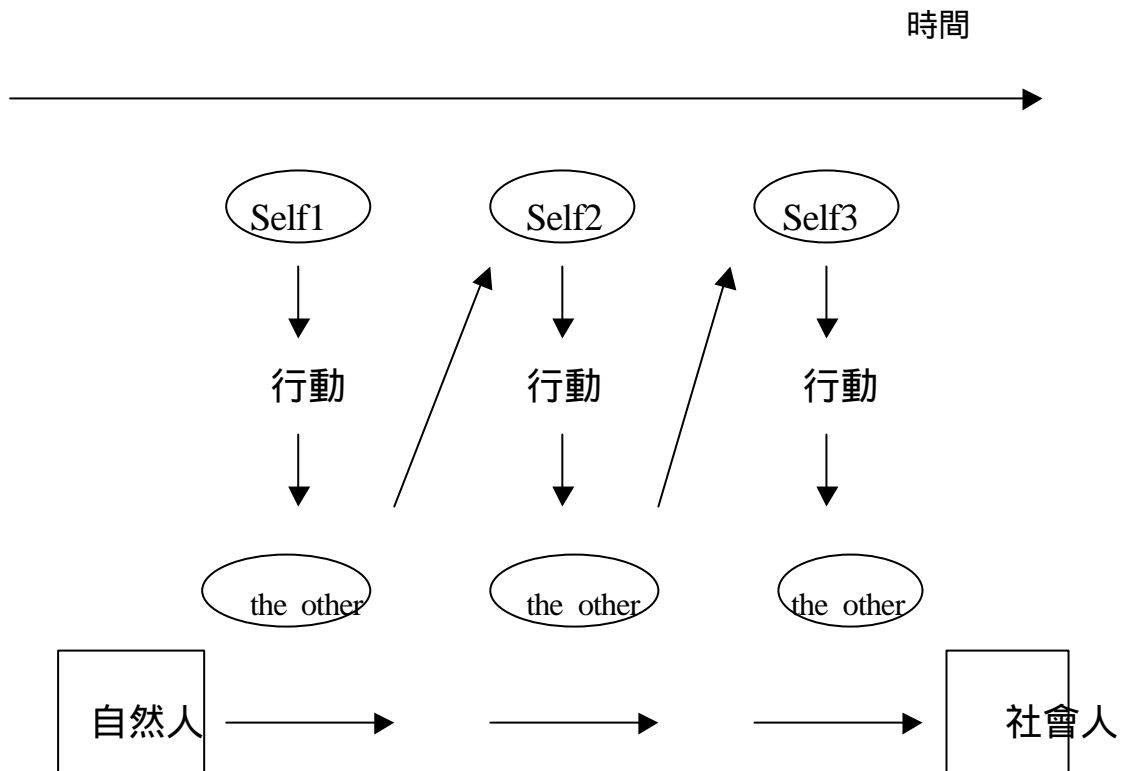 時間
Self1 Self2 Self3
行動 行動 行動
the other the other the other
自然人 社會人